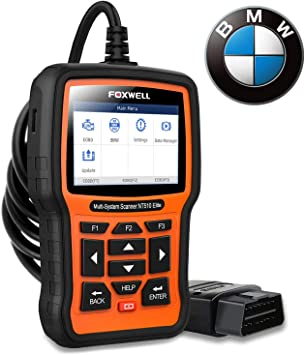 BMW
FOXWELL
Main Menu
OBDII BMW Settings Data Manager
Update
Multi-System Scanner NT510 Elite
F1 F2 F3
BACK HELP ENTER